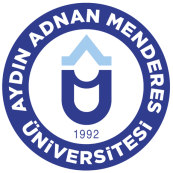 AYDIN ADNAN MENDERES
ÜNİVERSİTESİ
1992